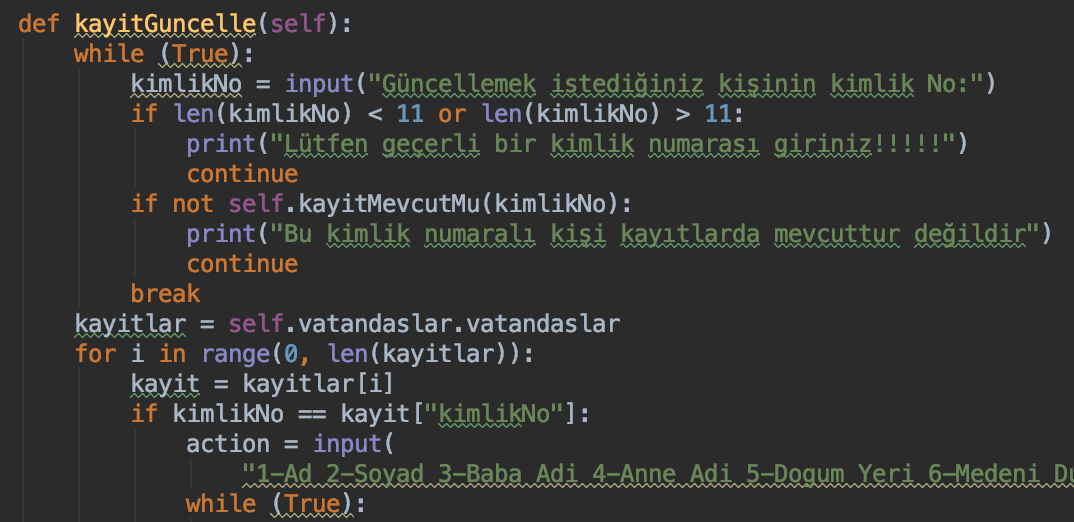 def kayitGuncelle(self):
while (True):
kimlikNo = input("Güncellemek istediğiniz kişinin kimlik No:")
if len(kimlikNo) < 11 or len(kimlikNo) > 11:
print("Lütfen geçerli bir kimlik numarası giriniz!!!!!")
continue
if not self.kayitMevcutMu(kimlikNo):
print("Bu kimlik numaralı kişi kayıtlarda mevcuttur değildir")
continue
break
kayitlar = self.vatandaslar.vatandaslar
for i in range(0, len(kayitlar)):
kayit = kayitlar[i]
if kimlikNo == kayit["kimlikNo"]:
action = input(
"1-Ad 2-Soyad 3-Baba Adi 4-Anne Adi 5-Dogum Yeri 6-Medeni
while (True):